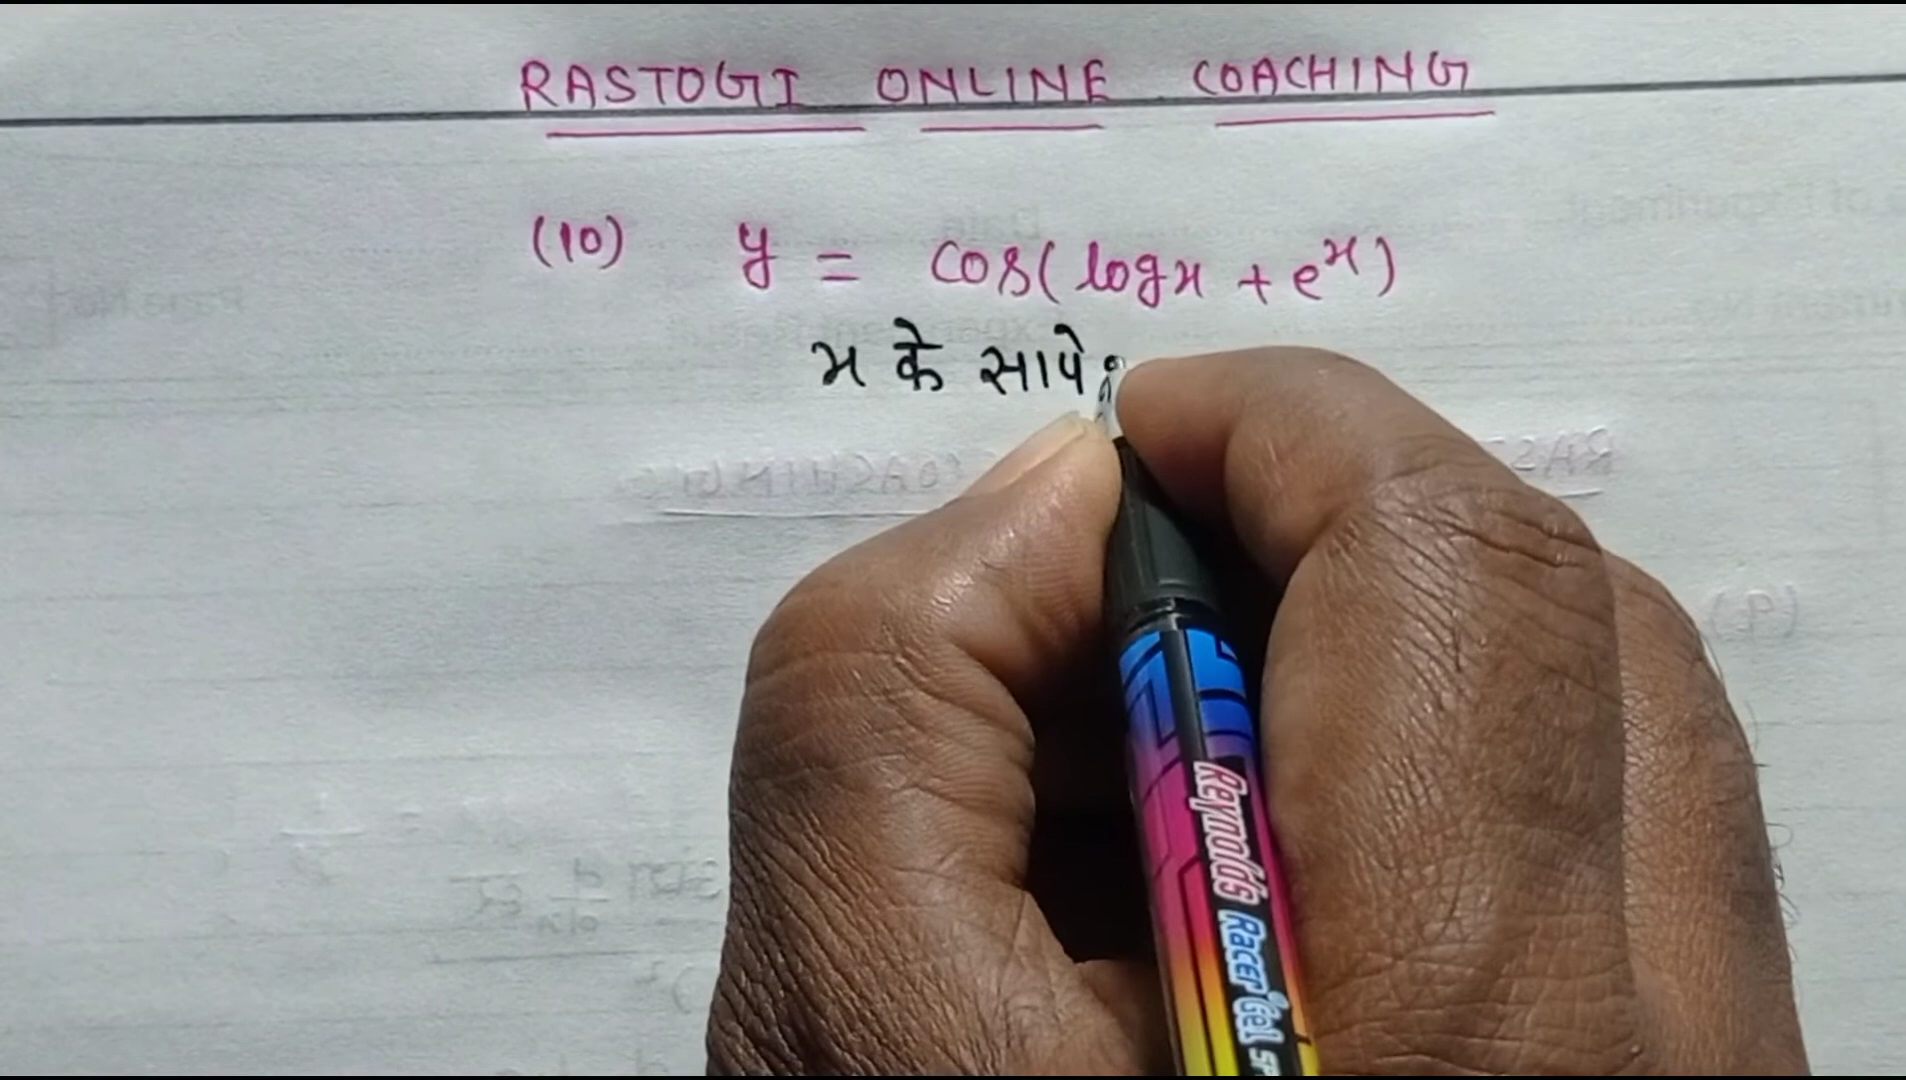 RASTOGI ONLINE COACHING
(10) y = cos(logx + eˣ)
x के सापे
Reynolds Racer Gel